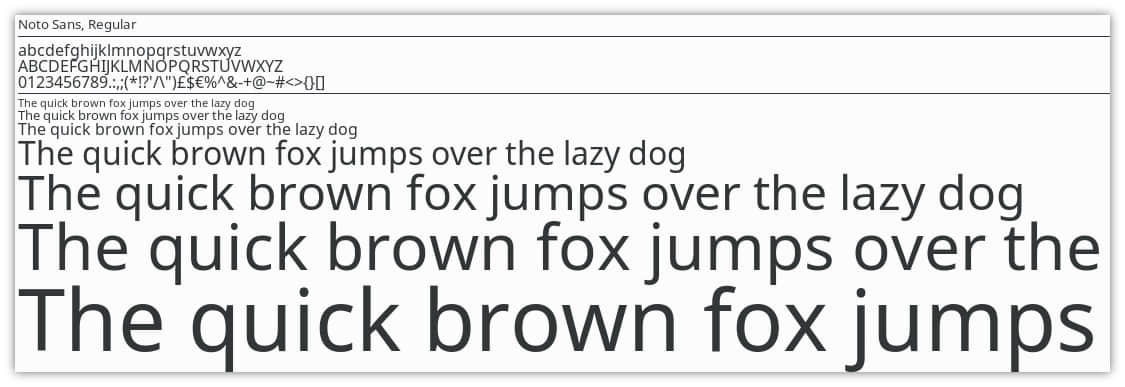 Noto Sans, Regular
abcdefghijklmnopqrstuvwxyz
ABCDEFGHIJKLMNOPQRSTUVWXYZ
0123456789.:,;(*!?'/\")£$€%^&-+@~#<>{}[]
The quick brown fox jumps over the lazy dog
The quick brown fox jumps over the lazy dog
The quick brown fox jumps over the lazy dog
The quick brown fox jumps over the lazy dog
The quick brown fox jumps over the lazy dog
The quick brown fox jumps over the
The quick brown fox jumps